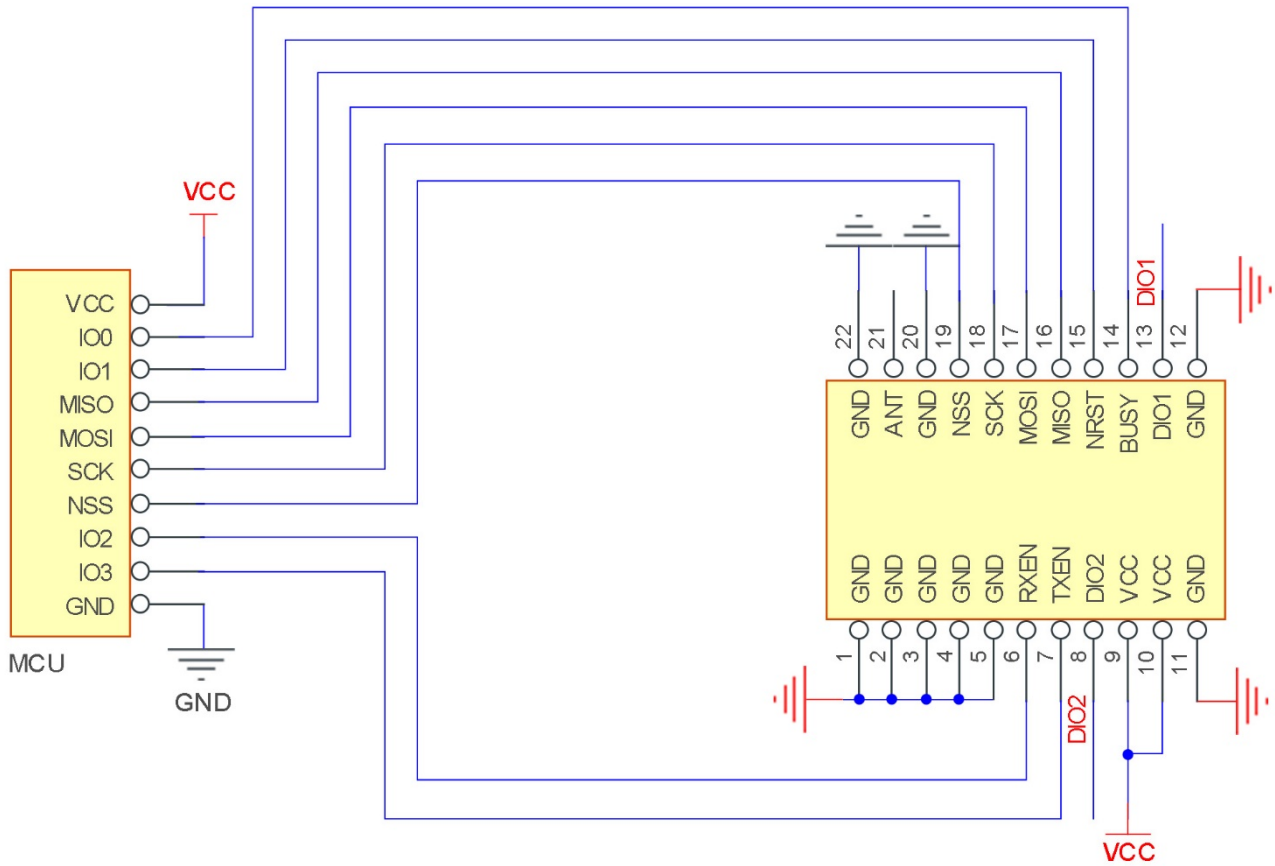 VCC
VCC
IO0
IO1
MISO
MOSI
SCK
NSS
IO2
IO3
GND
MCU
GND
DIO1
22
21
20
19
18
17
16
15
14
13
12
GND
ANT
GND
NSS
SCK
MOSI
MISO
NRST
BUSY
DIO1
GND
GND
GND
GND
GND
GND
RXEN
TXEN
DIO2
VCC
VCC
GND
1
2
3
4
5
6
7
8
9
10
11
DIO2
VCC